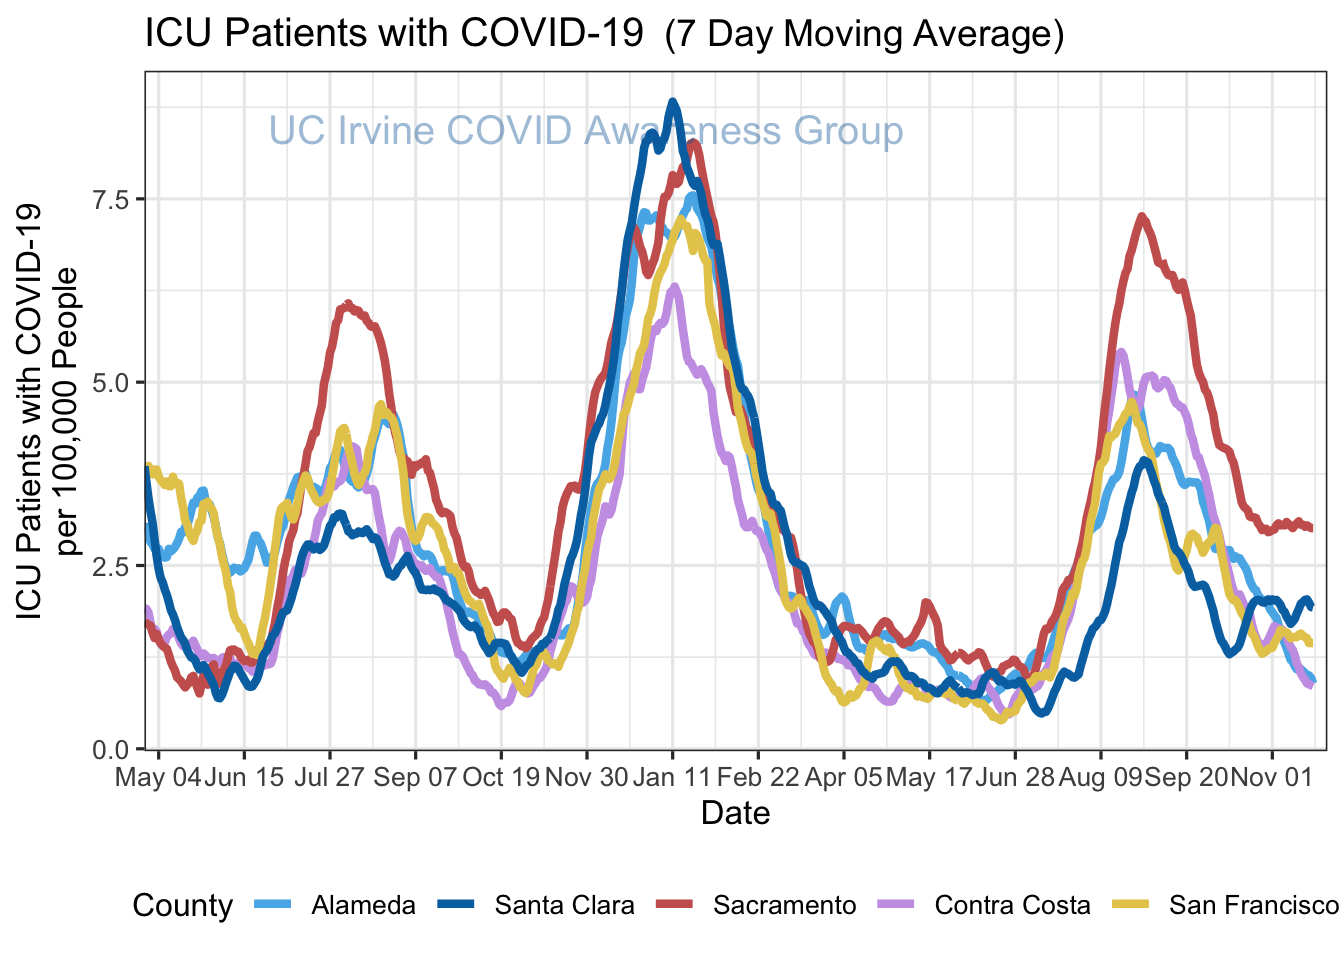 ICU Patients with COVID-19 (7 Day Moving Average)
UC Irvine COVID Awareness Group
ICU Patients with COVID-19
per 100,000 People
7.5
5.0
2.5
0.0
May 04 Jun 15 Jul 27 Sep 07 Oct 19 Nov 30 Jan 11 Feb 22 Apr 05 May 17 Jun 28 Aug 09 Sep 20 Nov 01
Date
County Alameda Santa Clara Sacramento Contra Costa San Francisco